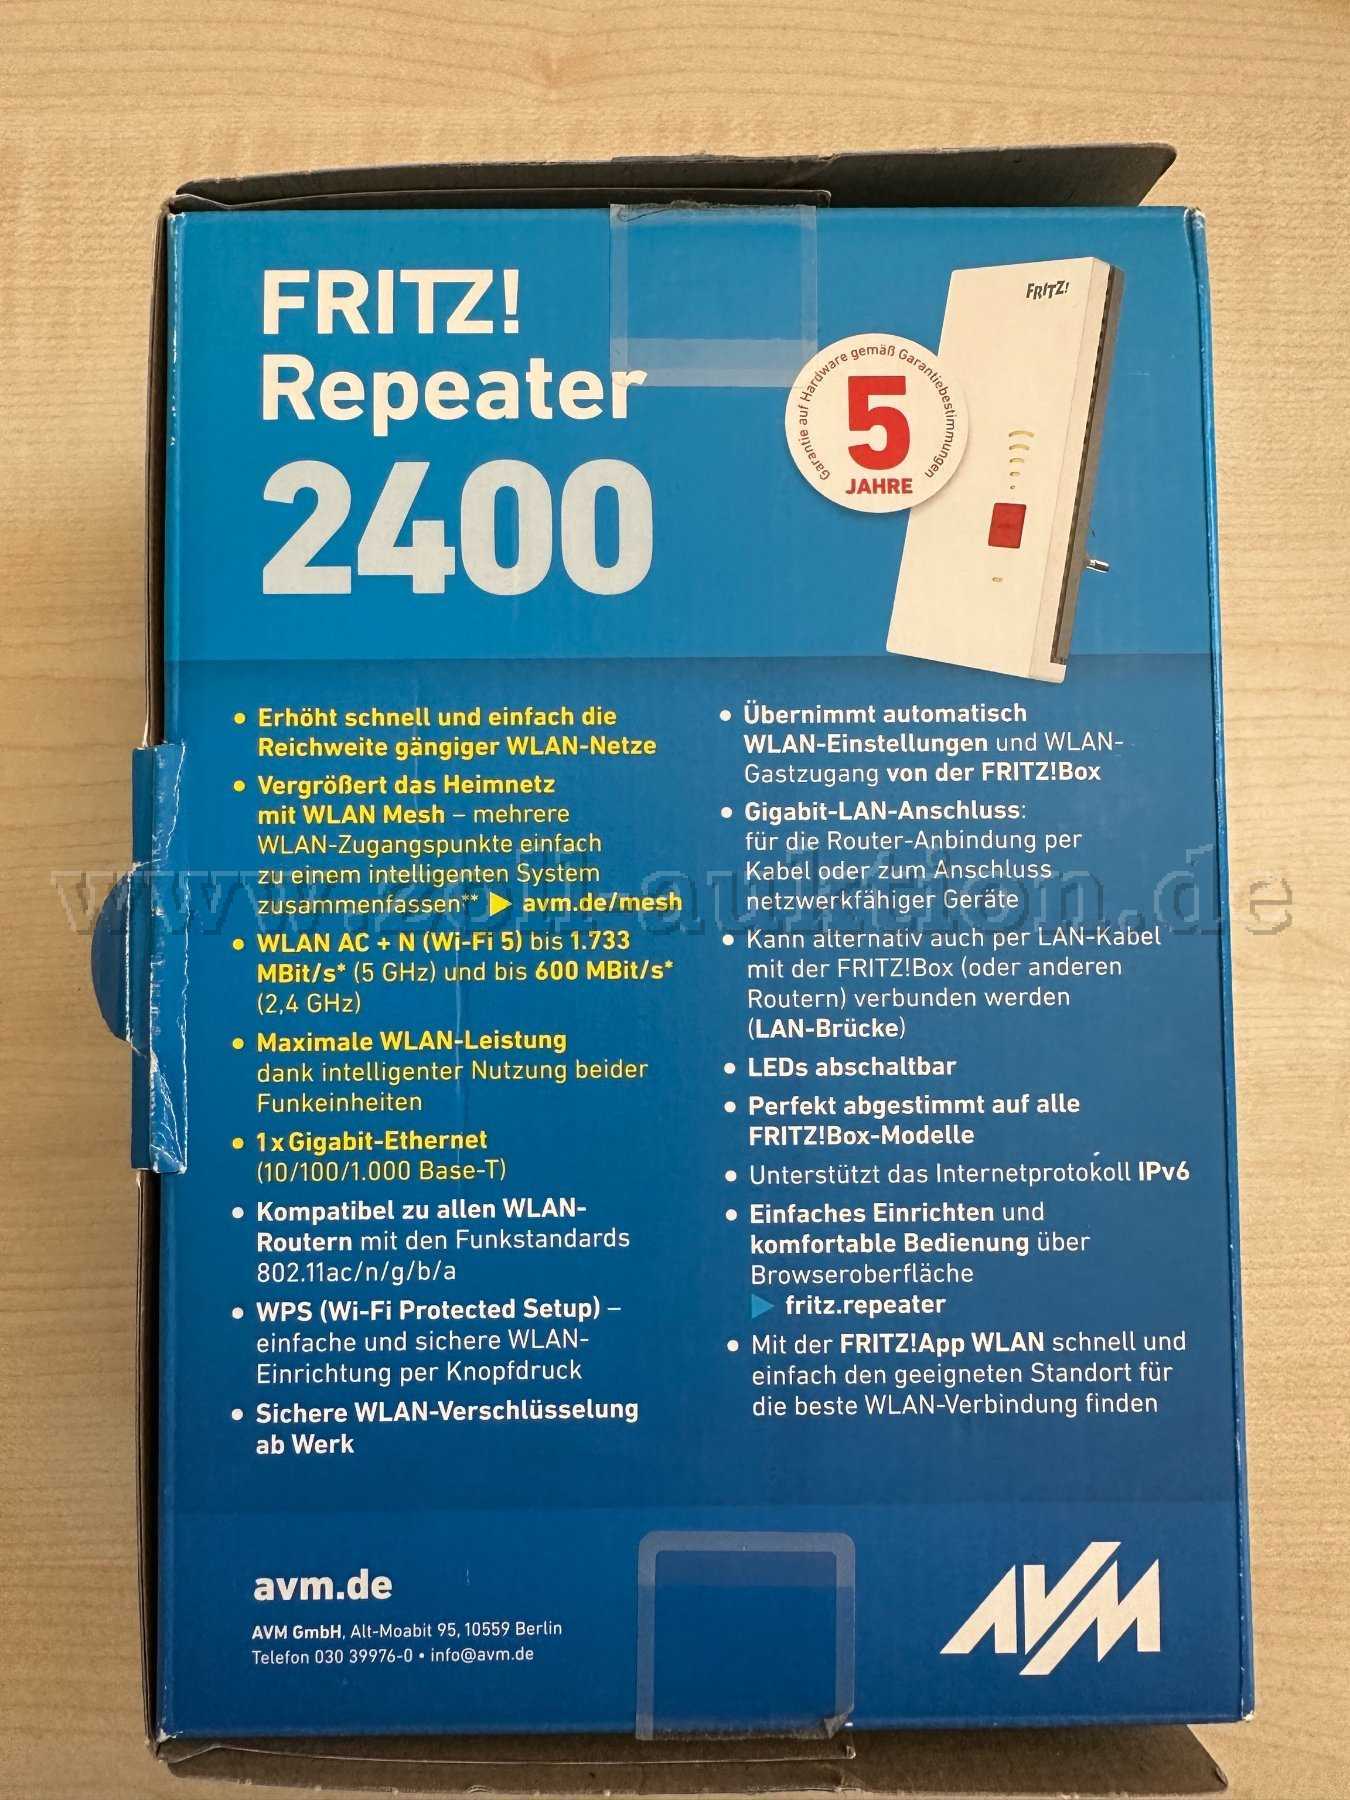 FRITZ!
Repeater
2400
FRITZ!
Garantie auf Hardware gemäß Garantiebestimmungen
5
JAHRE
• Erhöht schnell und einfach die
Reichweite gängiger WLAN-Netze
• Vergrößert das Heimnetz
mit WLAN Mesh – mehrere
WLAN-Zugangspunkte einfach
zu einem intelligenten System
zusammenfassen** ▶ avm.de/mesh
• WLAN AC + N (Wi-Fi 5) bis 1.733
MBit/s* (5 GHz) und bis 600 MBit/s*
(2,4 GHz)
• Maximale WLAN-Leistung
dank intelligenter Nutzung beider
Funkeinheiten
• 1 x Gigabit-Ethernet
(10/100/1.000 Base-T)
• Kompatibel zu allen WLAN-
Routern mit den Funkstandards
802.11ac/n/g/b/a
• WPS (Wi-Fi Protected Setup) –
einfache und sichere WLAN-
Einrichtung per Knopfdruck
• Sichere WLAN-Verschlüsselung
ab Werk
• Übernimmt automatisch
WLAN-Einstellungen und WLAN-
Gastzugang von der FRITZ!Box
• Gigabit-LAN-Anschluss:
für die Router-Anbindung per
Kabel oder zum Anschluss
netzwerkfähiger Geräte
• Kann alternativ auch per LAN-Kabel
mit der FRITZ!Box (oder anderen
Routern) verbunden werden
(LAN-Brücke)
• LEDs abschaltbar
• Perfekt abgestimmt auf alle
FRITZ!Box-Modelle
• Unterstützt das Internetprotokoll IPv6
• Einfaches Einrichten und
komfortable Bedienung über
Browseroberfläche
▶ fritz.repeater
• Mit der FRITZ!App WLAN schnell und
einfach den geeigneten Standort für
die beste WLAN-Verbindung finden
www.zoll-auktion.de
avm.de
AVM GmbH, Alt-Moabit 95, 10559 Berlin
Telefon 030 39976-0 • info@avm.de
AVM